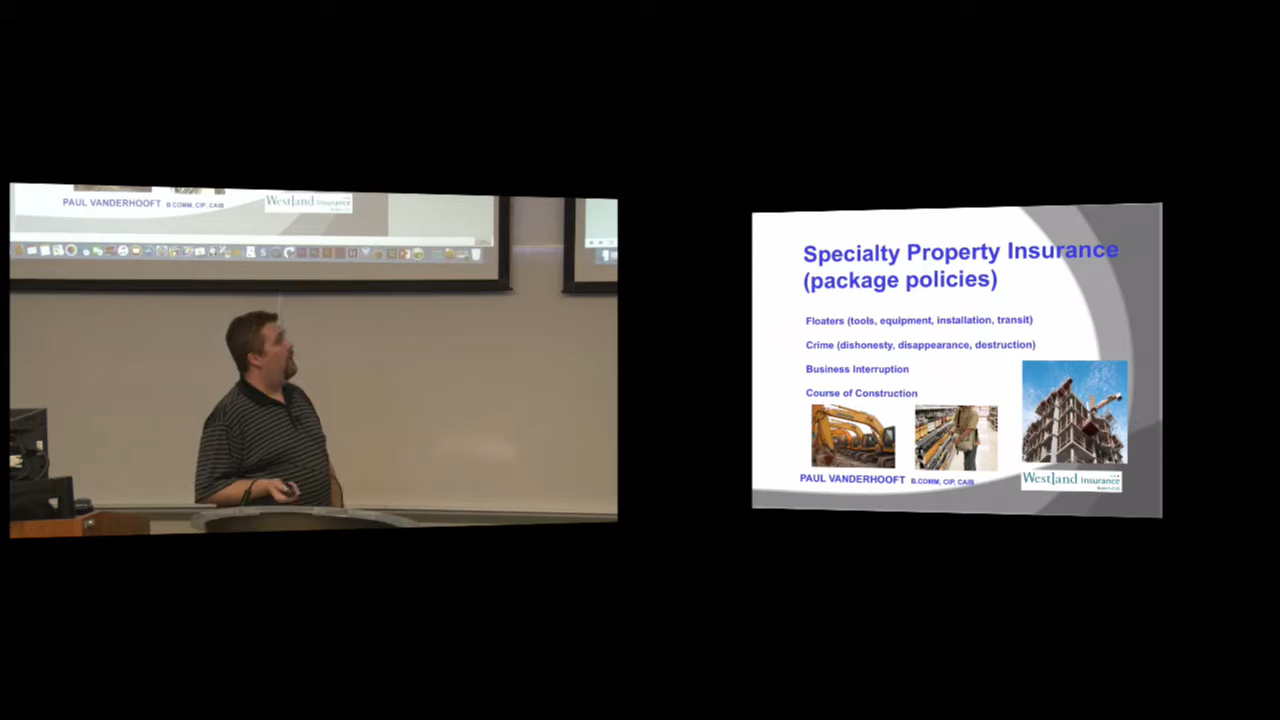 PAUL VANDERHOOFT B.COMM, CIP, CAIB
Westland Insurance
Specialty Property Insurance
(package policies)
Floaters (tools, equipment, installation, transit)
Crime (dishonesty, disappearance, destruction)
Business Interruption
Course of Construction
PAUL VANDERHOOFT B.COMM, CIP, CAIB
Westland Insurance